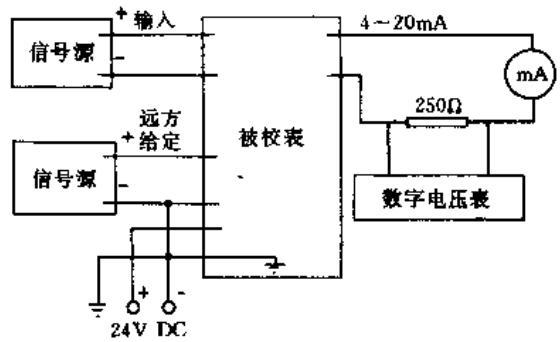 + 输入
4～20mA
信号源
-
mA
远方
+ 给定
250Ω
被校表
信号源
-
数字电压表
+ -
24V DC